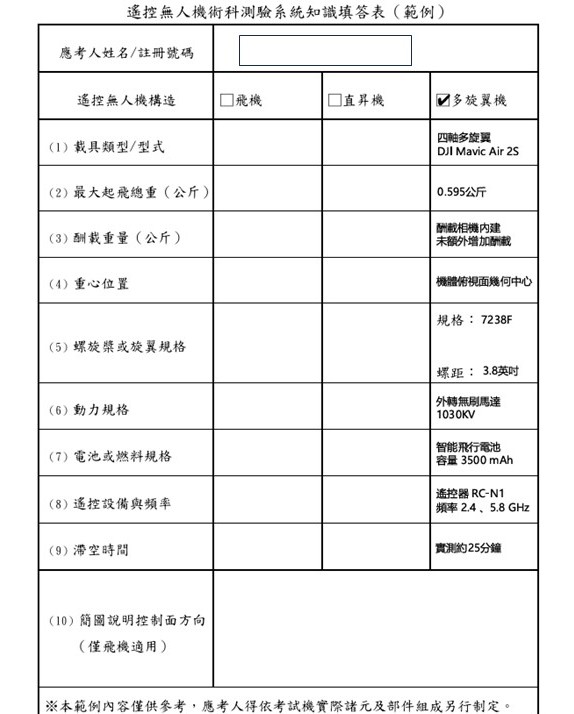 遙控無人機術科測驗系統知識填答表（範例）
應考人姓名/註冊號碼
遙控無人機構造 □飛機 □直昇機 ☑多旋翼機
(1) 載具類型/型式 四軸多旋翼
DJI Mavic Air 2S
(2) 最大起飛總重（公斤） 0.595公斤
(3) 酬載重量（公斤） 酬載相機內建
未額外增加酬載
(4) 重心位置 機體俯視面幾何中心
(5) 螺旋槳或旋翼規格 規格： 7238F
螺距： 3.8英吋
(6) 動力規格 外轉無刷馬達
1030KV
(7) 電池或燃料規格 智能飛行電池
容量 3500 mAh
(8) 遙控設備與頻率 遙控器 RC-N1
頻率 2.4 、5.8 GHz
(9) 滯空時間 實測約25分鐘
(10) 簡圖說明控制面方向
（僅飛機適用）
※本範例內容僅供參考，應考人得依考試機實際諸元及部件組成另行制定。